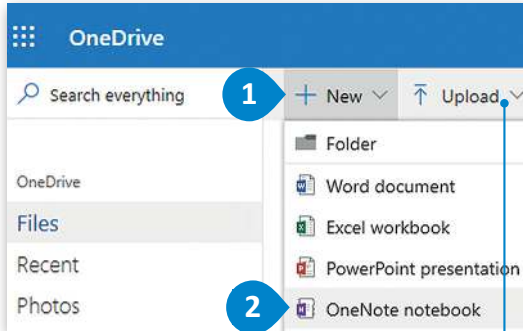 OneDrive
Search everything
1
New
Upload
Folder
OneDrive
Word document
Files
Excel workbook
Recent
PowerPoint presentation
Photos
2
OneNote notebook